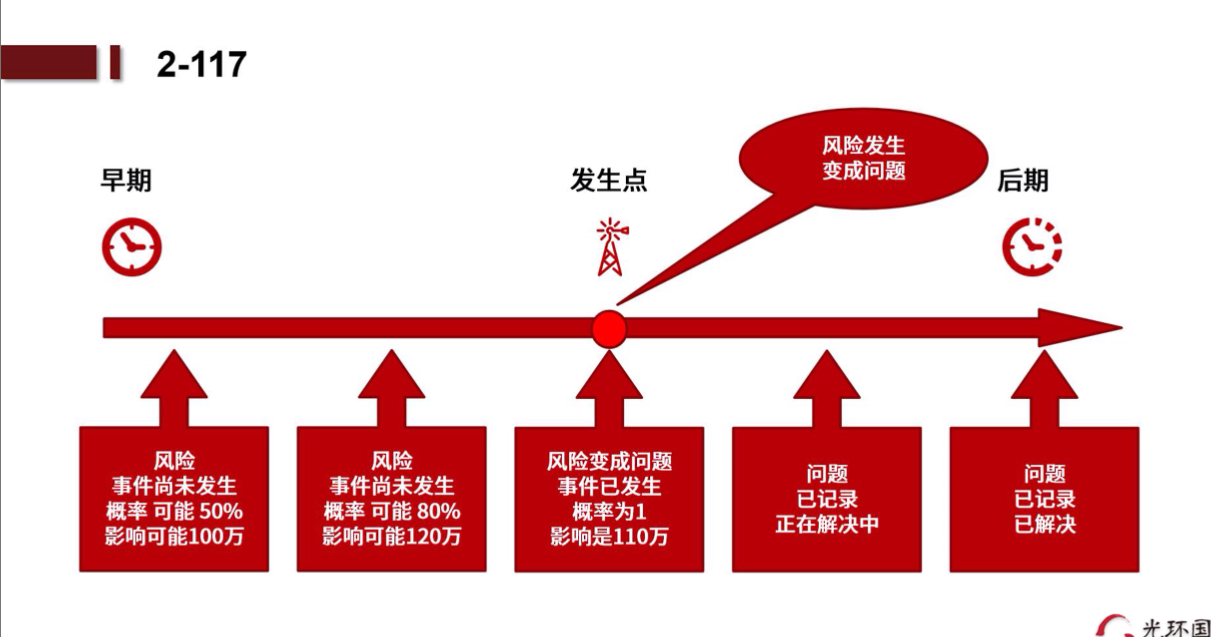 2-117
早期
发生点
风险发生
变成问题
后期
风险
事件尚未发生
概率 可能 50%
影响可能100万
风险
事件尚未发生
概率 可能 80%
影响可能120万
风险变成问题
事件已发生
概率为1
影响是110万
问题
已记录
正在解决中
问题
已记录
已解决
光环国